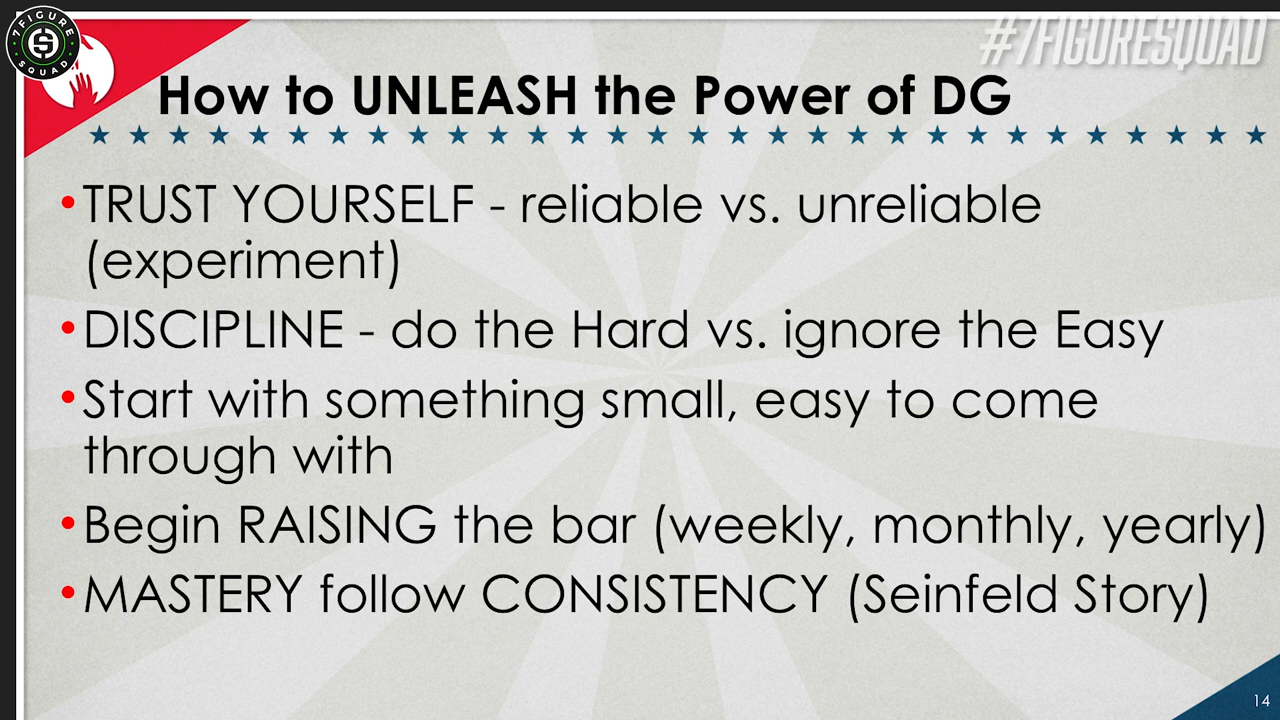 7FIGURE
SQUAD
#7FIGURESQUAD
How to UNLEASH the Power of DG
•TRUST YOURSELF - reliable vs. unreliable
(experiment)
•DISCIPLINE - do the Hard vs. ignore the Easy
•Start with something small, easy to come
through with
•Begin RAISING the bar (weekly, monthly, yearly)
•MASTERY follow CONSISTENCY (Seinfeld Story)
14